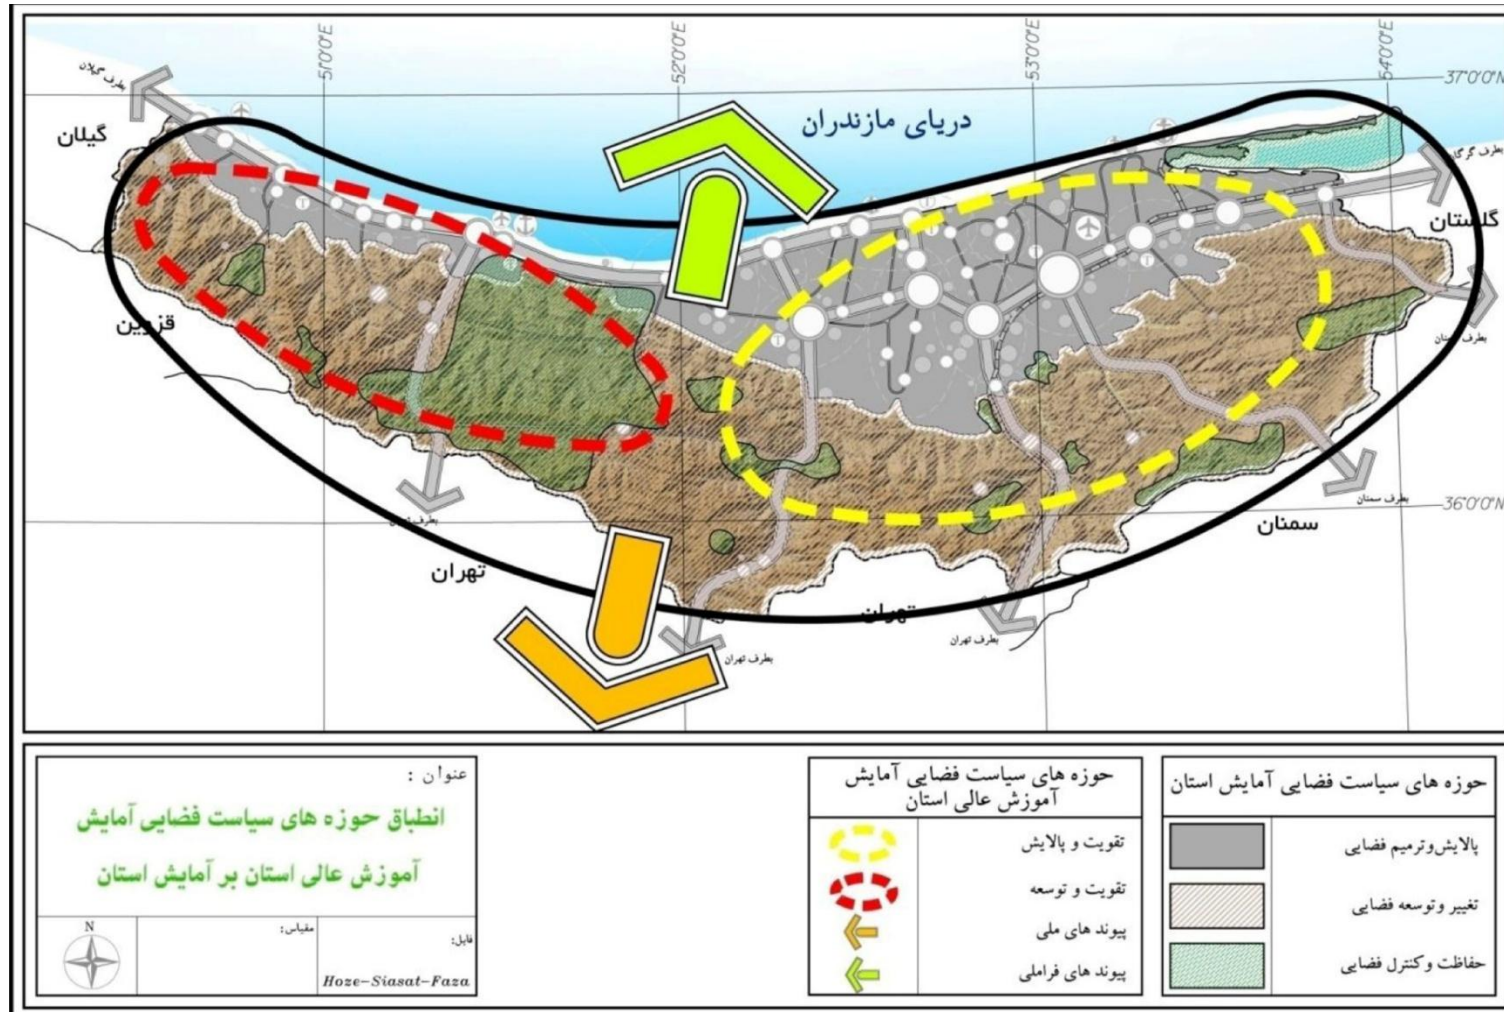 51°0'0"E
52°0'0"E
53°0'0"E
54°0'0"E
37°0'0"N
بطرف گیلان
گیلان
دریای مازندران
بطرف گرگان
گلستان
قزوین
بطرف سمنان
بطرف سمنان
36°0'0"N
سمنان
بطرف تهران
تهران
تهران
بطرف تهران
بطرف تهران
حوزه های سیاست فضایی آمایش استان
پالایش‌وترمیم فضایی
تغییر وتوسعه فضایی
حفاظت وکنترل فضایی
حوزه های سیاست فضایی آمایش
آموزش عالی استان
تقویت و پالایش
تقویت و توسعه
پیوند های ملی
پیوند های فراملی
عنوان :
انطباق حوزه های سیاست فضایی آمایش
آموزش عالی استان بر آمایش استان
فایل:
Hoze-Siasat-Faza
مقیاس:
N